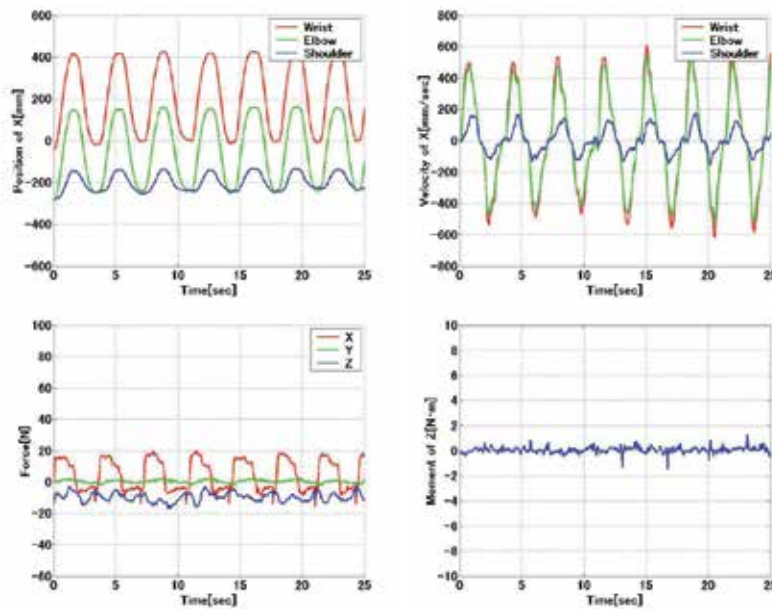 600
400
200
0
-200
-400
-600
Position of X[mm]
Wrist
Elbow
Shoulder
0 5 10 15 20 25
Time[sec]
800
600
400
200
0
-200
-400
-600
-800
Velocity of X[mm/sec]
Wrist
Elbow
Shoulder
0 5 10 15 20 25
Time[sec]
100
80
60
40
20
0
-20
-40
-60
Force[N]
X
Y
Z
0 5 10 15 20 25
Time[sec]
10
8
6
4
2
0
-2
-4
-6
-8
-10
Moment of Z[N·m]
0 5 10 15 20 25
Time[sec]